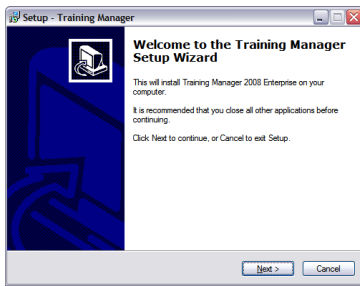 Setup - Training Manager
Welcome to the Training Manager
Setup Wizard
This will install Training Manager 2008 Enterprise on your
computer.
It is recommended that you close all other applications before
continuing.
Click Next to continue, or Cancel to exit Setup.
Next >
Cancel